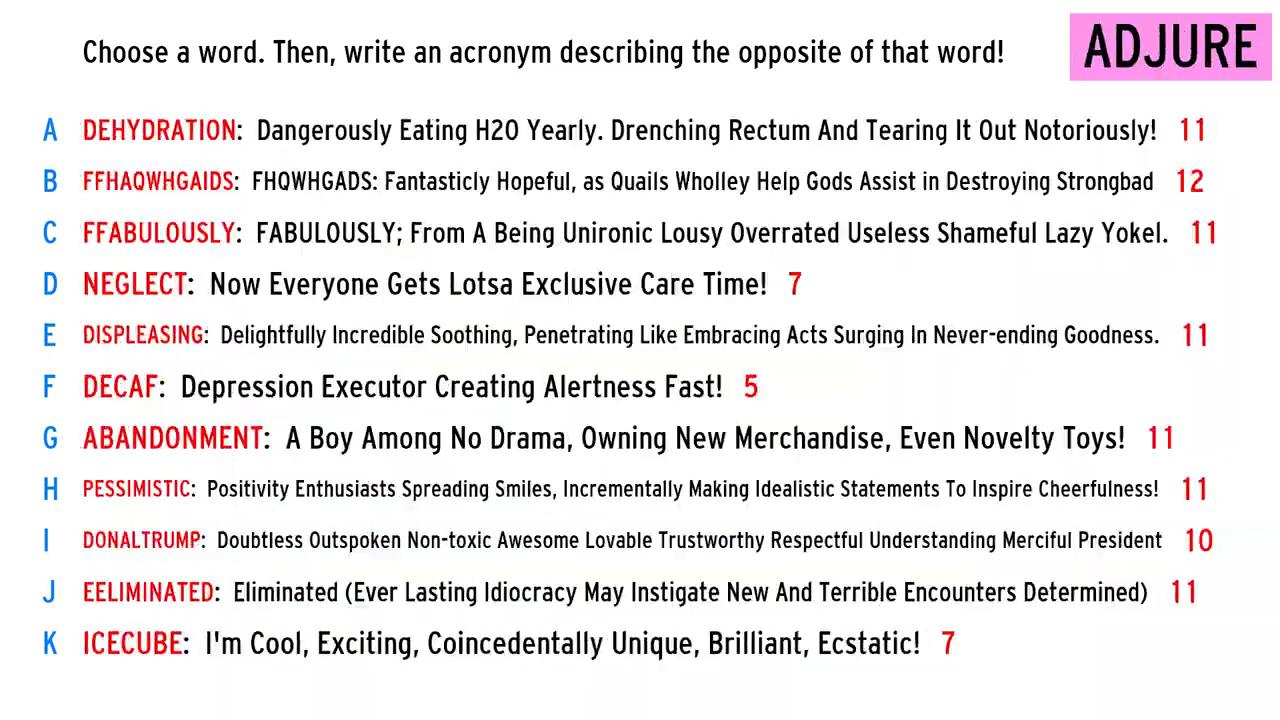 Choose a word. Then, write an acronym describing the opposite of that word!
ADJURE
A DEHYDRATION: Dangerously Eating H2O Yearly. Drenching Rectum And Tearing It Out Notoriously! 11
B FFHAQWHGAIDS: FHQWHGADS: Fantasticly Hopeful, as Quails Wholley Help Gods Assist in Destroying Strongbad 12
C FFABULOUSLY: FABULOUSLY; From A Being Unironic Lousy Overrated Useless Shameful Lazy Yokel. 11
D NEGLECT: Now Everyone Gets Lotsa Exclusive Care Time! 7
E DISPLEASING: Delightfully Incredible Soothing, Penetrating Like Embracing Acts Surging In Never-ending Goodness. 11
F DECAF: Depression Executor Creating Alertness Fast! 5
G ABANDONMENT: A Boy Among No Drama, Owning New Merchandise, Even Novelty Toys! 11
H PESSIMISTIC: Positivity Enthusiasts Spreading Smiles, Incrementally Making Idealistic Statements To Inspire Cheerfulness! 11
I DONALTRUMP: Doubtless Outspoken Non-toxic Awesome Lovable Trustworthy Respectful Understanding Merciful President 10
J EELIMINATED: Eliminated (Ever Lasting Idiocracy May Instigate New And Terrible Encounters Determined) 11
K ICECUBE: I'm Cool, Exciting, Coincedentally Unique, Brilliant, Ecstatic! 7